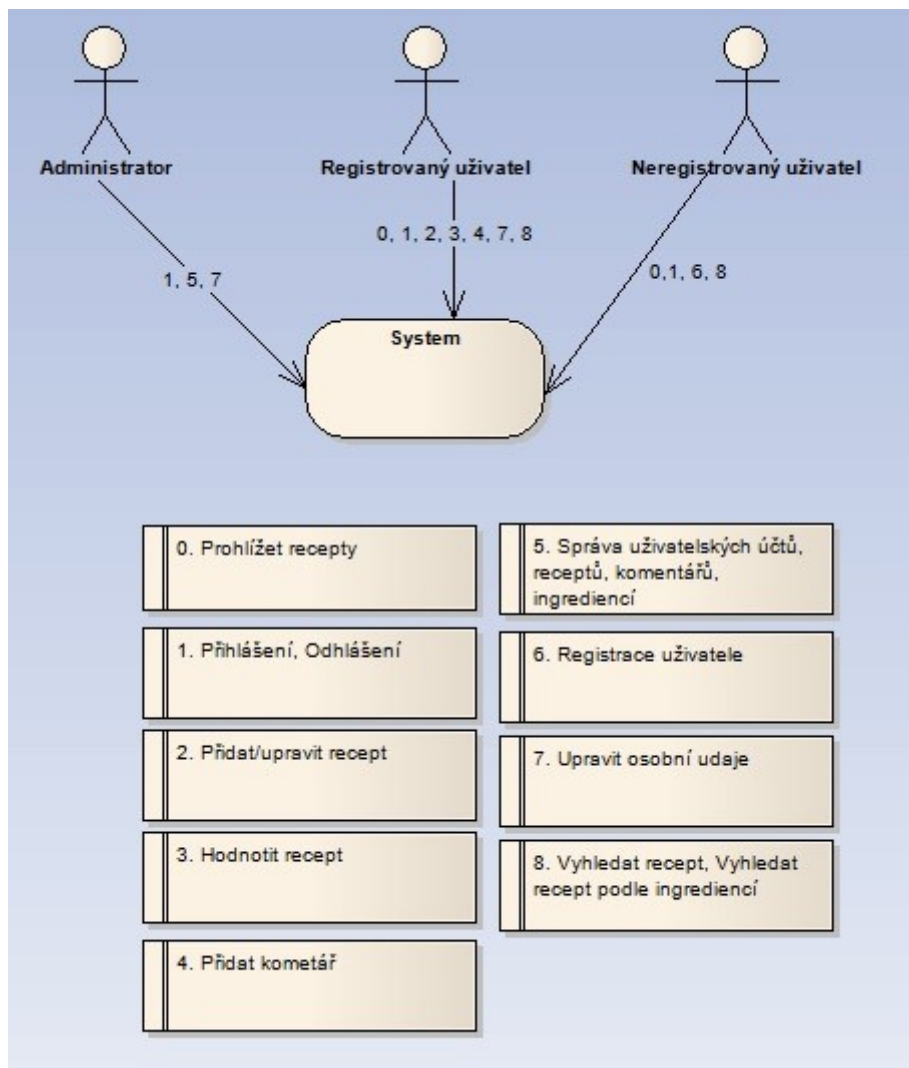 Administrator
Registrovaný uživatel
Neregistrovaný uživatel
0, 1, 2, 3, 4, 7, 8
1, 5, 7
0,1, 6, 8
System
0. Prohlížet recepty
1. Přihlášení, Odhlášení
2. Přidat/upravit recept
3. Hodnotit recept
4. Přidat kometář
5. Správa uživatelských účtů,
receptů, komentářů,
ingrediencí
6. Registrace uživatele
7. Upravit osobní udaje
8. Vyhledat recept, Vyhledat
recept podle ingrediencí